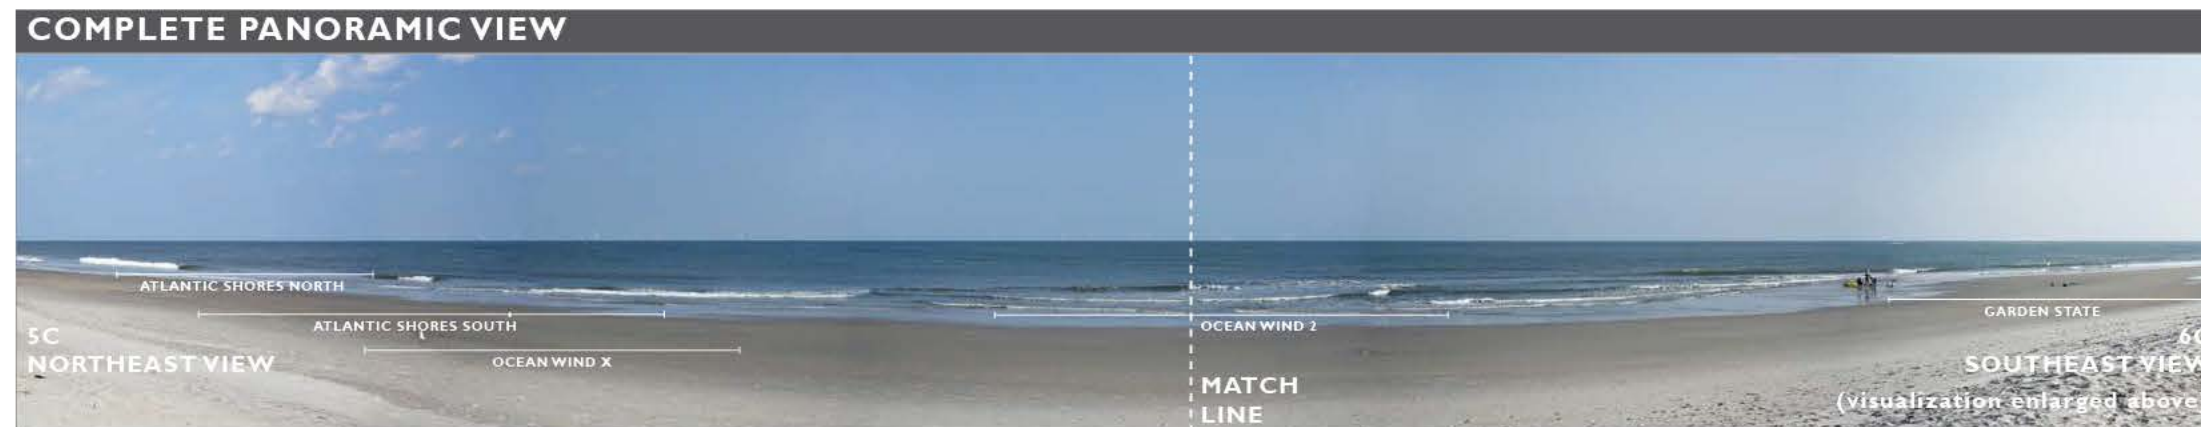 COMPLETE PANORAMIC VIEW
ATLANTIC SHORES NORTH
ATLANTIC SHORES SOUTH
OCEAN WIND X
OCEAN WIND 2
GARDEN STATE
5C
NORTHEAST VIEW
MATCH
LINE
6C
SOUTHEAST VIEW
(visualization enlarged above